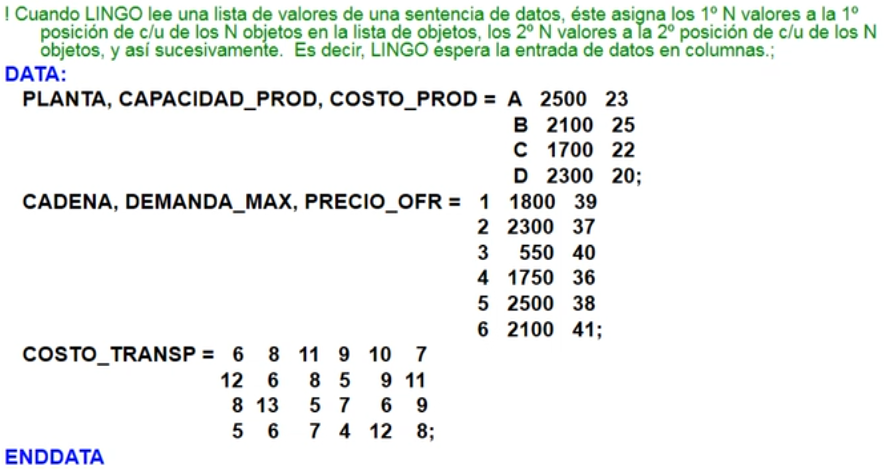 ! Cuando LINGO lee una lista de valores de una sentencia de datos, éste asigna los 1º N valores a la 1º
posición de c/u de los N objetos en la lista de objetos, los 2º N valores a la 2º posición de c/u de los N
objetos, y así sucesivamente. Es decir, LINGO espera la entrada de datos en columnas.;
DATA:
PLANTA, CAPACIDAD_PROD, COSTO_PROD = A 2500 23
B 2100 25
C 1700 22
D 2300 20;
CADENA, DEMANDA_MAX, PRECIO_OFR = 1 1800 39
2 2300 37
3 550 40
4 1750 36
5 2500 38
6 2100 41;
COSTO_TRANSP = 6 8 11 9 10 7
12 6 8 5 9 11
8 13 5 7 6 9
5 6 7 4 12 8;
ENDDATA